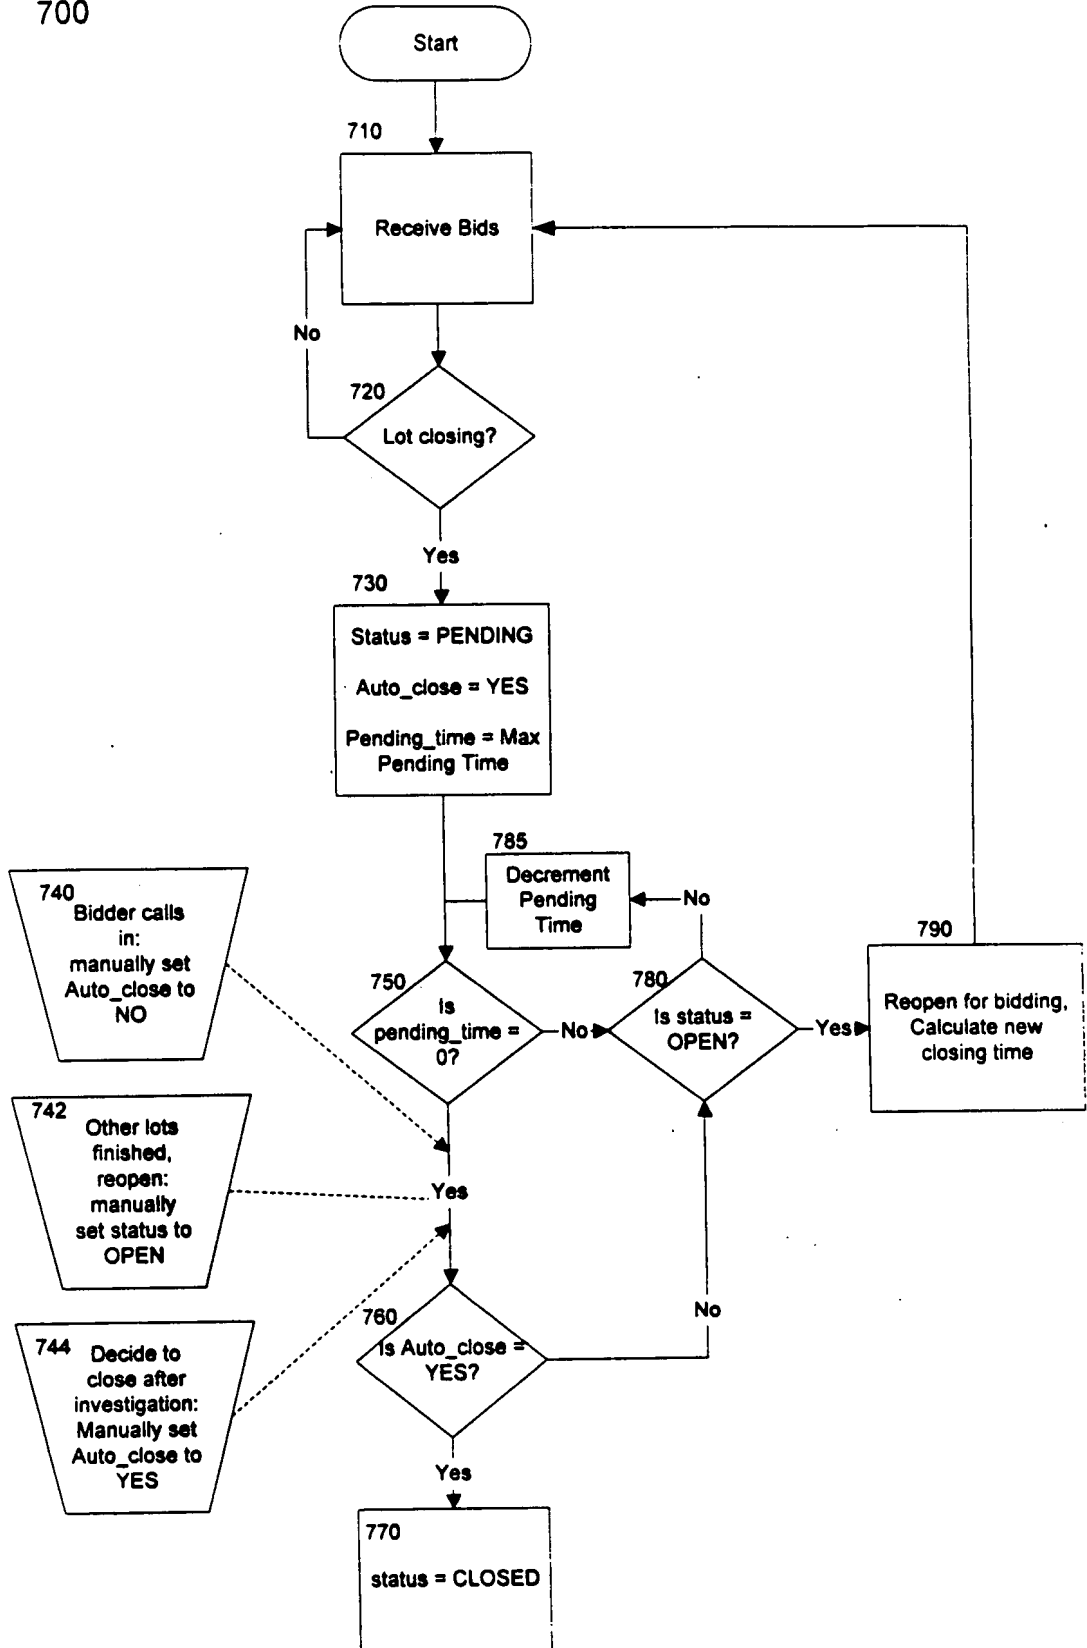 700
Start
710
Receive Bids
No
720
Lot closing?
Yes
730
Status = PENDING
Auto_close = YES
Pending_time = Max
Pending Time
785
Decrement
Pending
Time
No
740
Bidder calls
in:
manually set
Auto_close to
NO
750
Is
pending_time =
0?
No
780
Is status =
OPEN?
Yes
790
Reopen for bidding,
Calculate new
closing time
742
Other lots
finished,
reopen:
manually
set status to
OPEN
Yes
744
Decide to
close after
investigation:
Manually set
Auto_close to
YES
760
Is Auto_close =
YES?
No
Yes
770
status = CLOSED